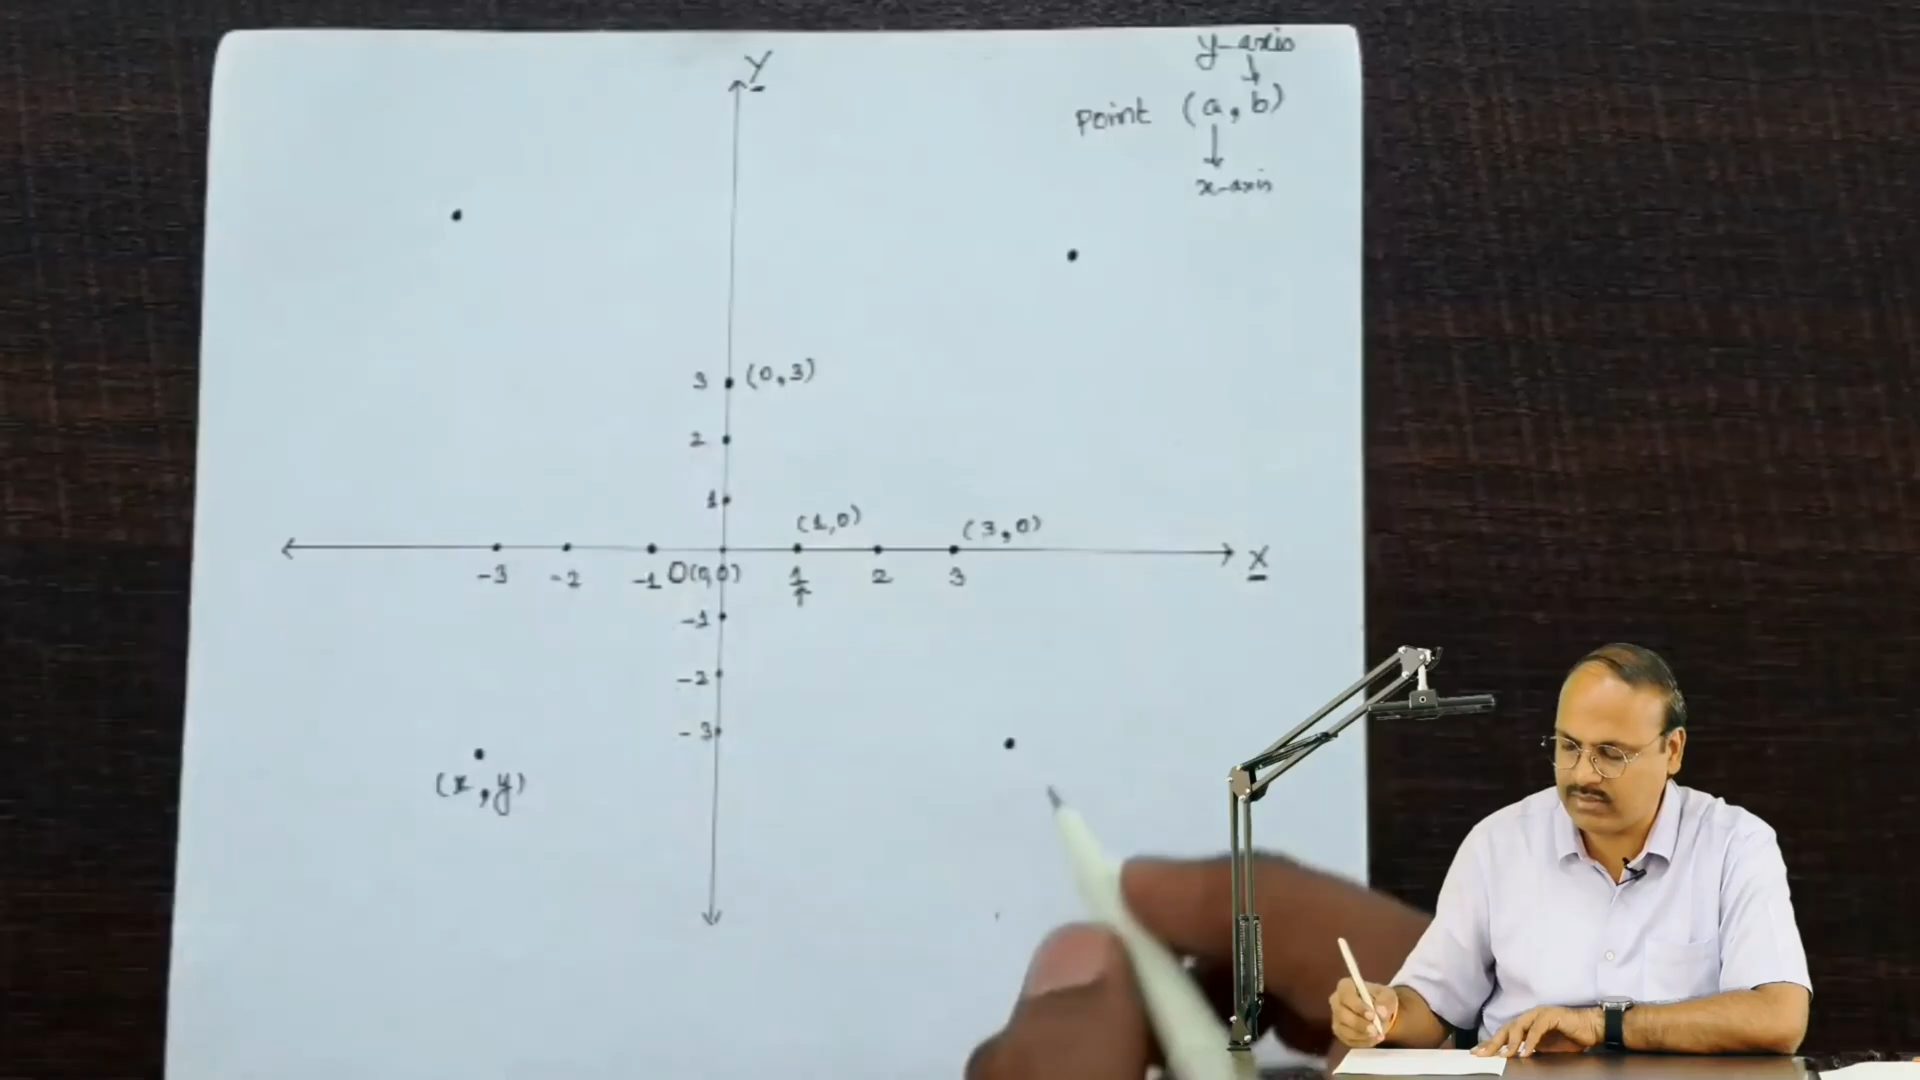 Y
y-axis
Point (a, b)
x-axis
3 (0,3)
2
1
(1,0) (3,0)
-3 -2 -1 O(0,0) 1 2 3 X
-1
-2
-3
(x, y)